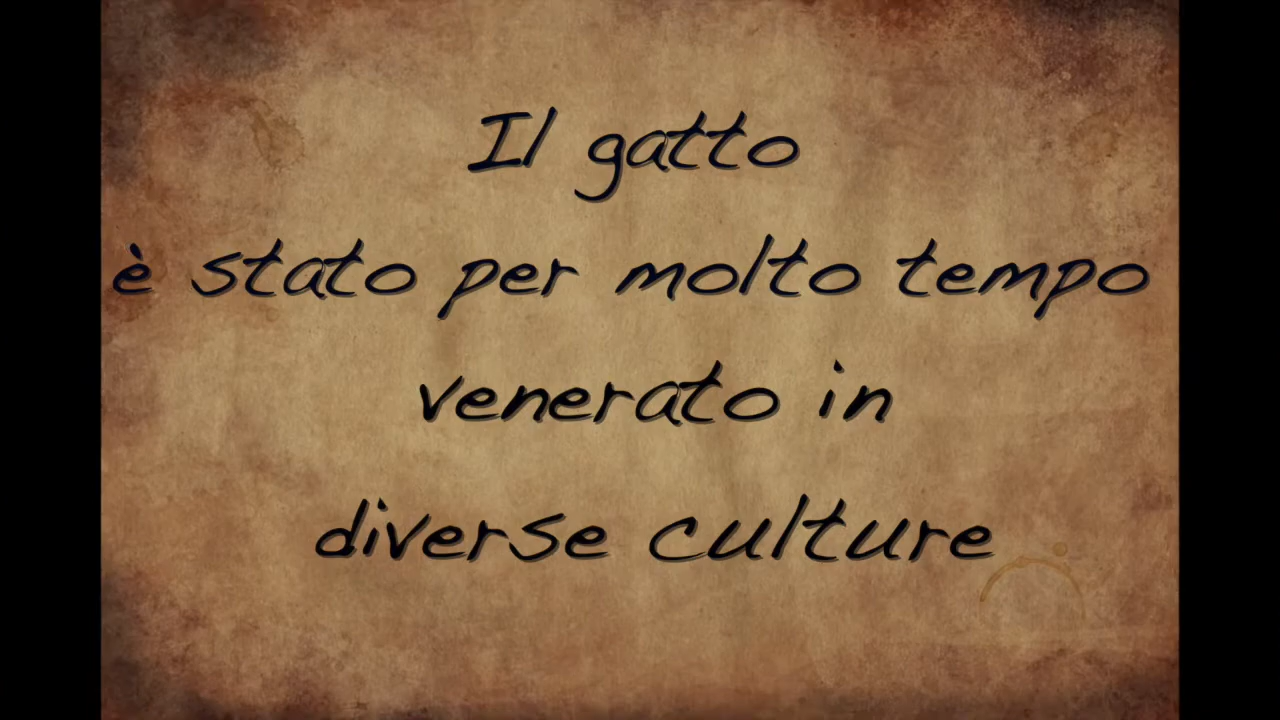 Il gatto
è stato per molto tempo
venerato in
diverse culture